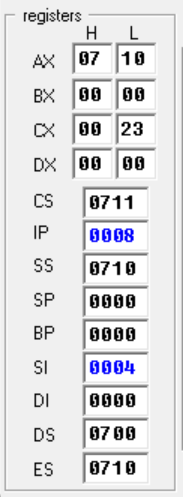 registers
H L
AX 07 10
BX 00 00
CX 00 23
DX 00 00
CS 0711
IP 0008
SS 0710
SP 0000
BP 0000
SI 0004
DI 0000
DS 0700
ES 0710